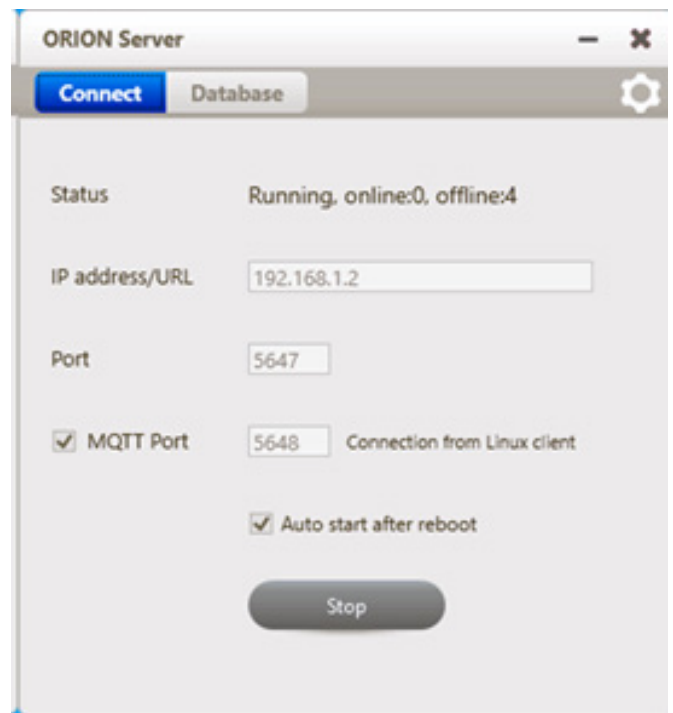 ORION Server
Connect Database
Status Running, online:0, offline:4
IP address/URL 192.168.1.2
Port 5647
MQTT Port 5648 Connection from Linux client
Auto start after reboot
Stop